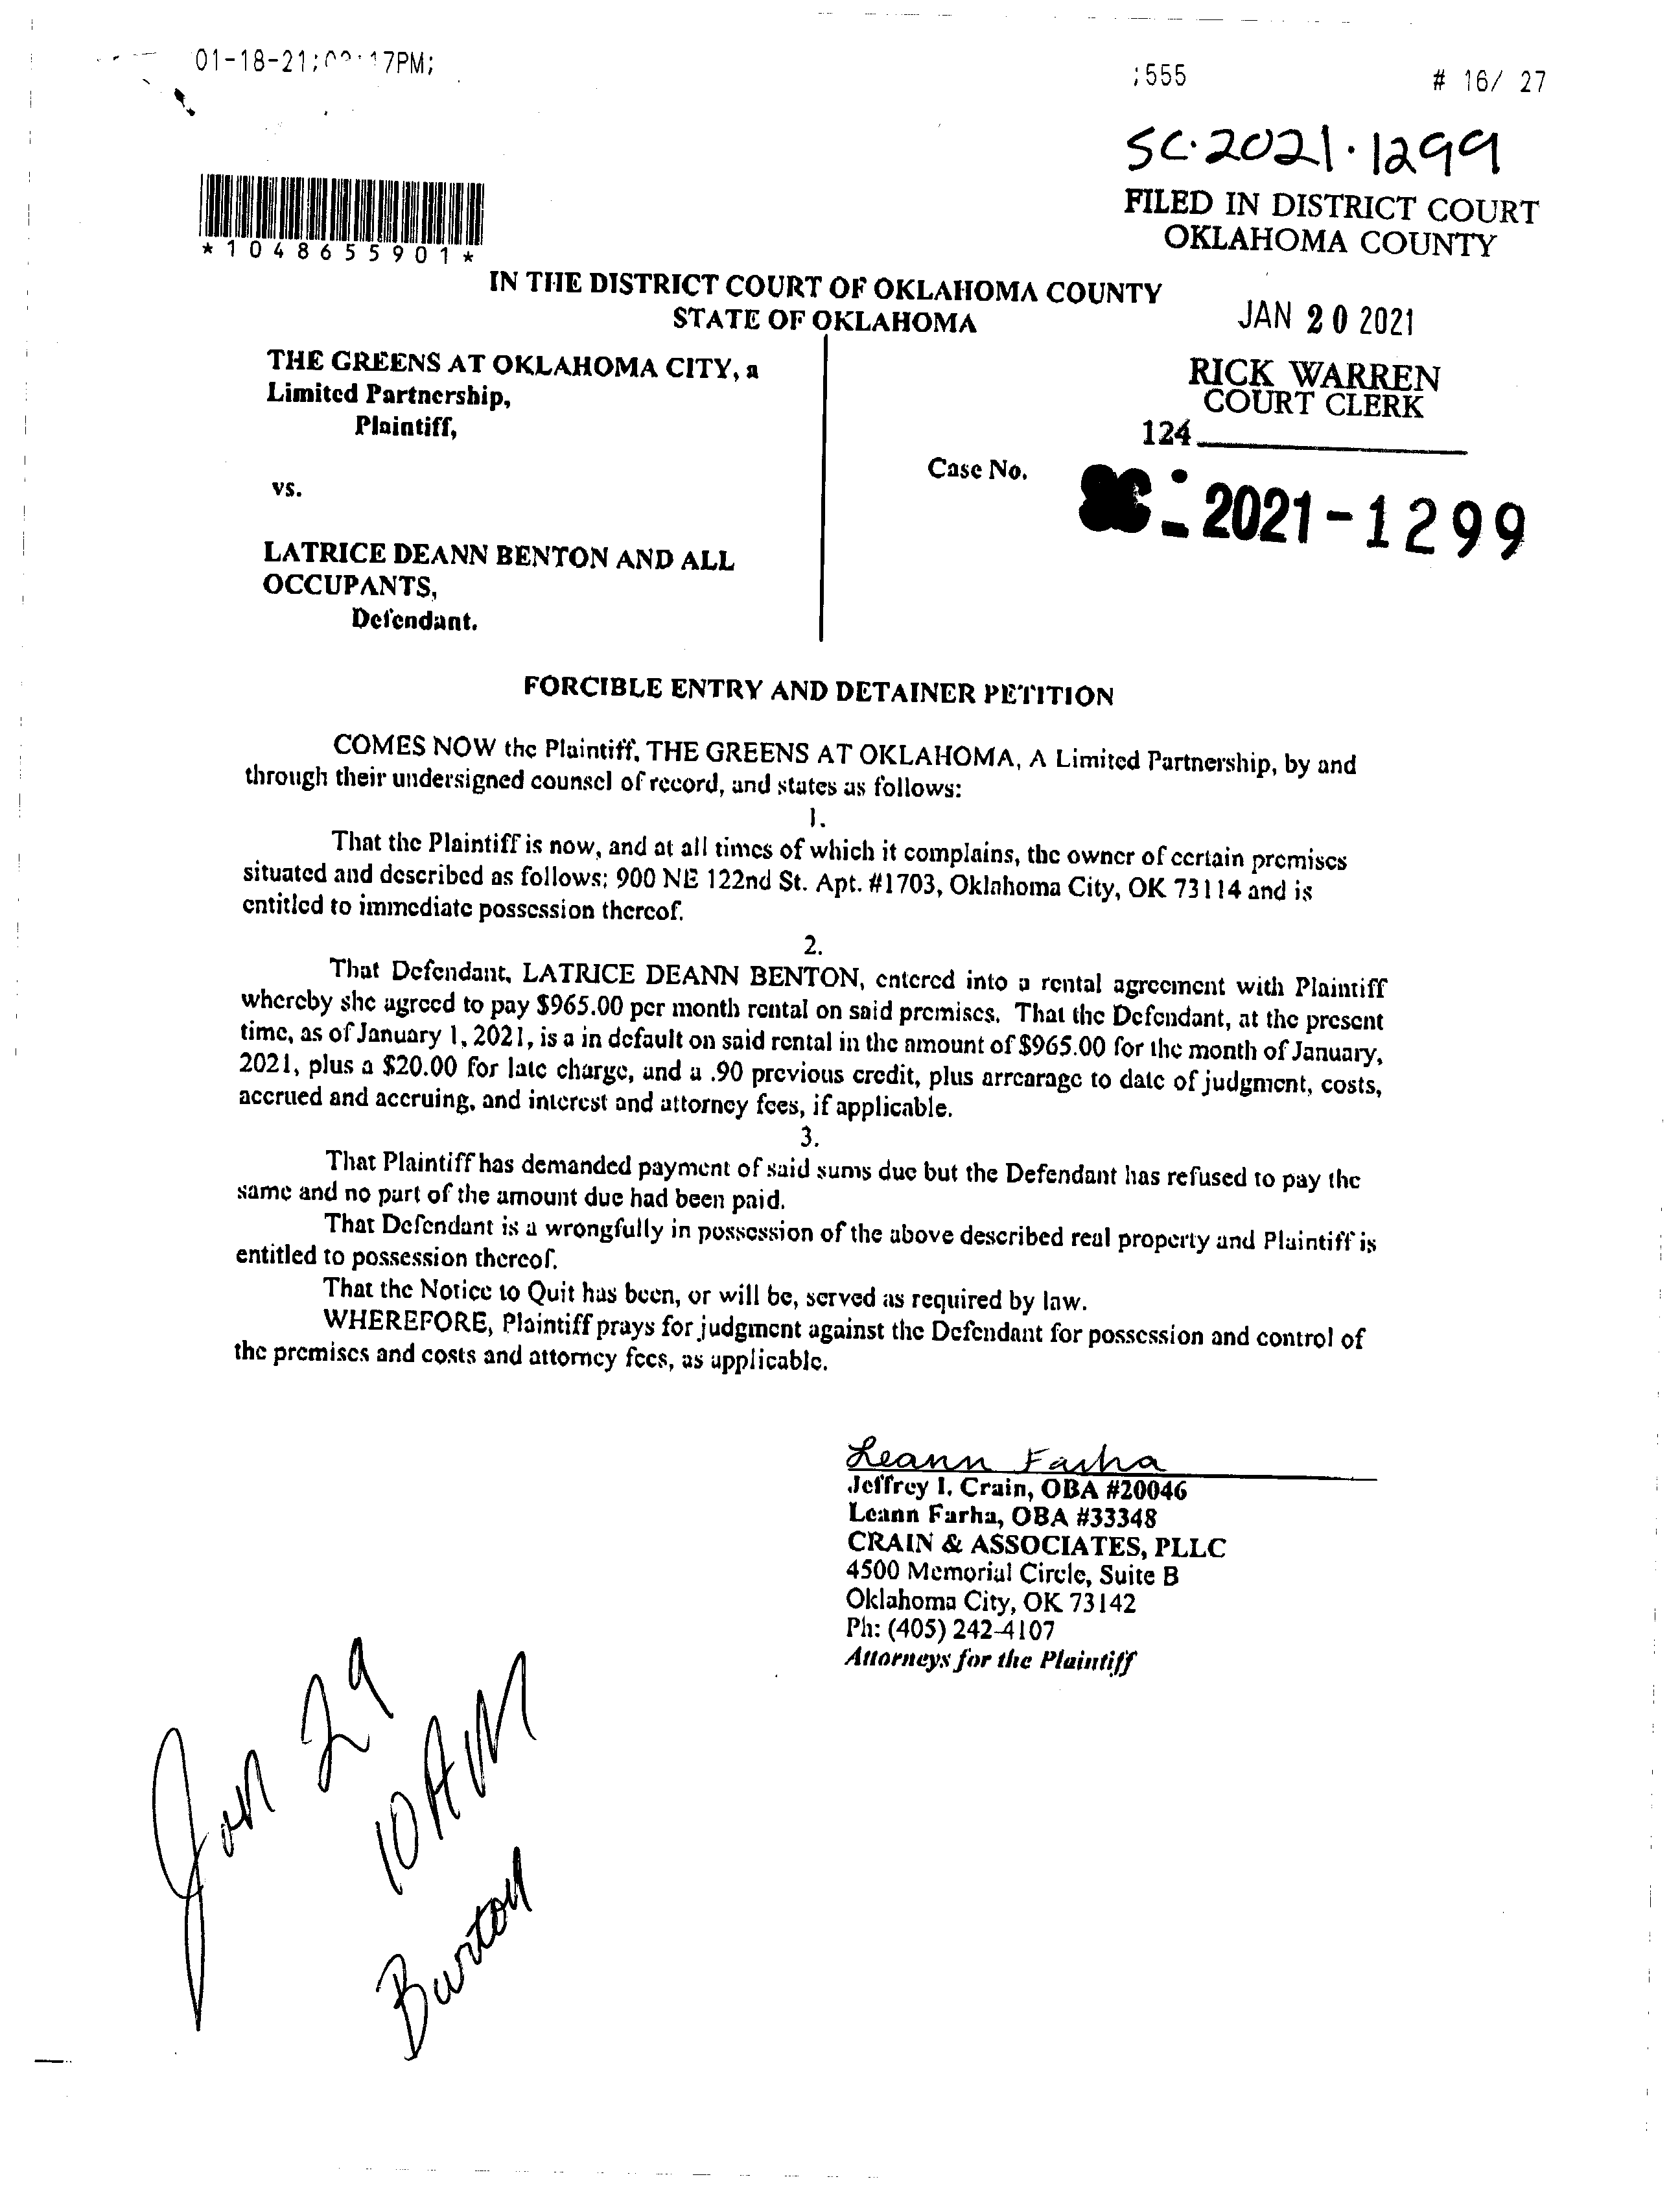 01-18-21; :17PM; ;555 # 16/ 27
SC·2021·1299
FILED IN DISTRICT COURT
OKLAHOMA COUNTY
*1048655901*
IN THE DISTRICT COURT OF OKLAHOMA COUNTY
STATE OF OKLAHOMA
JAN 20 2021
THE GREENS AT OKLAHOMA CITY, a
Limited Partnership,
Plaintiff,
RICK WARREN
COURT CLERK
124
Case No.
SC - 2021-1299
vs.
LATRICE DEANN BENTON AND ALL
OCCUPANTS,
Defendant.
FORCIBLE ENTRY AND DETAINER PETITION
COMES NOW the Plaintiff, THE GREENS AT OKLAHOMA, A Limited Partnership, by and
through their undersigned counsel of record, and states as follows:
1.
That the Plaintiff is now, and at all times of which it complains, the owner of certain premises
situated and described as follows: 900 NE 122nd St. Apt. #1703, Oklahoma City, OK 73114 and is
entitled to immediate possession thereof.
2.
That Defendant, LATRICE DEANN BENTON, entered into a rental agreement with Plaintiff
whereby she agreed to pay $965.00 per month rental on said premises. That the Defendant, at the present
time, as of January 1, 2021, is a in default on said rental in the amount of $965.00 for the month of January,
2021, plus a $20.00 for late charge, and a .90 previous credit, plus arrearage to date of judgment, costs,
accrued and accruing, and interest and attorney fees, if applicable.
3.
That Plaintiff has demanded payment of said sums due but the Defendant has refused to pay the
same and no part of the amount due had been paid.
That Defendant is a wrongfully in possession of the above described real property and Plaintiff is
entitled to possession thereof.
That the Notice to Quit has been, or will be, served as required by law.
WHEREFORE, Plaintiff prays for judgment against the Defendant for possession and control of
the premises and costs and attorney fees, as applicable.
Leann Farha
Jeffrey I. Crain, OBA #20046
Leann Farha, OBA #33348
CRAIN & ASSOCIATES, PLLC
4500 Memorial Circle, Suite B
Oklahoma City, OK 73142
Ph: (405) 242-4107
Attorneys for the Plaintiff
Jan 29
10 AM
Burton